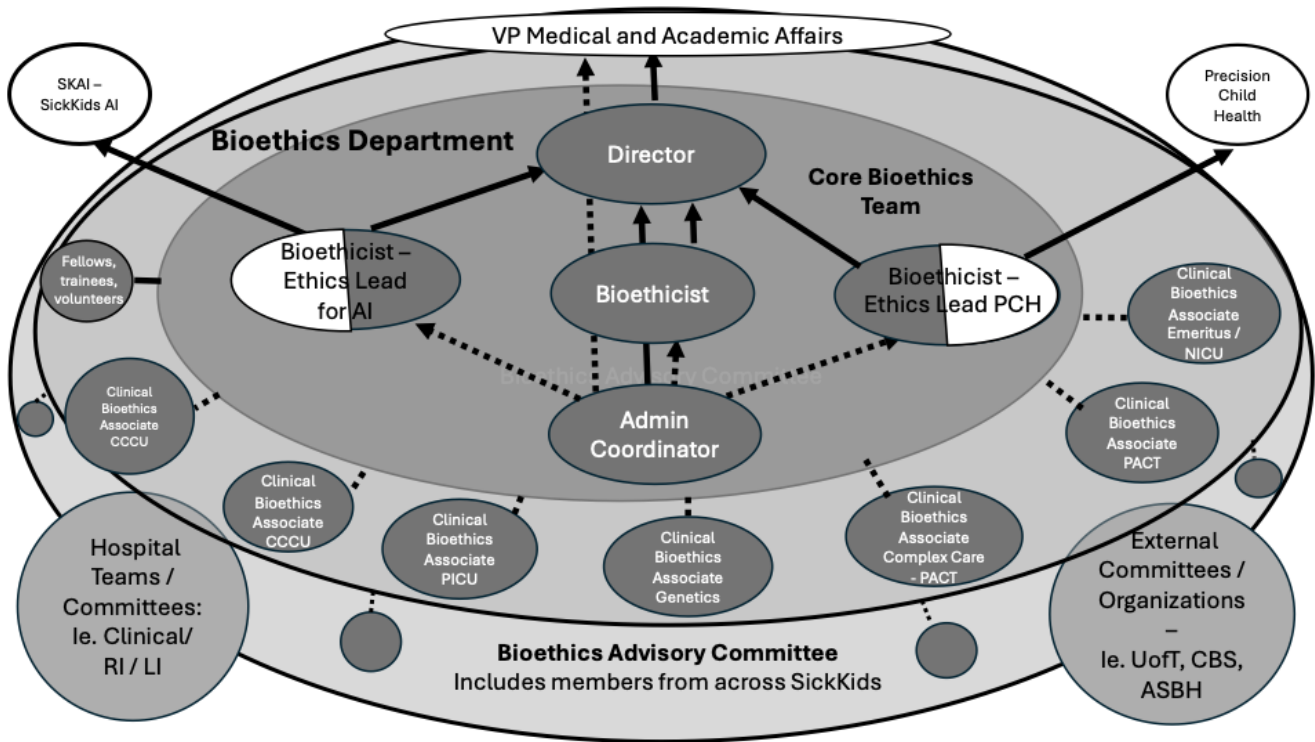 VP Medical and Academic Affairs
SKAI –
SickKids AI
Precision
Child
Health
Bioethics Department
Director
Core Bioethics
Team
Bioethicist –
Ethics Lead
for AI
Bioethicist
Bioethicist –
Ethics Lead PCH
Fellows,
trainees,
volunteers
Clinical
Bioethics
Associate
Emeritus /
NICU
Bioethics Advisory Committee
Admin
Coordinator
Clinical
Bioethics
Associate
CCCU
Clinical
Bioethics
Associate
PACT
Clinical
Bioethics
Associate
CCCU
Clinical
Bioethics
Associate
PICU
Clinical
Bioethics
Associate
Genetics
Clinical
Bioethics
Associate
Complex Care
- PACT
Hospital
Teams /
Committees:
Ie. Clinical/
RI / LI
External
Committees /
Organizations
–
Ie. UofT, CBS,
ASBH
Bioethics Advisory Committee
Includes members from across SickKids